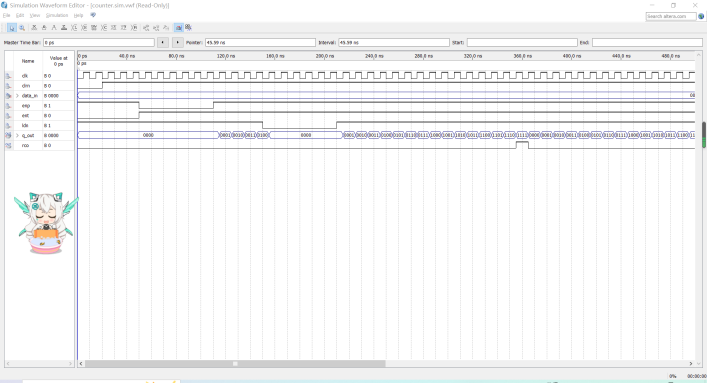 Simulation Waveform Editor - [counter.sim.vwf (Read-Only)]
File Edit View Simulation Help
Search altera.com
Master Time Bar: 0 ps Pointer: 45.59 ns Interval: 45.59 ns Start: End:
Name Value at 0 ps
0 ps 40.0 ns 80.0 ns 120.0 ns 160.0 ns 200.0 ns 240.0 ns 280.0 ns 320.0 ns 360.0 ns 400.0 ns 440.0 ns 480.0 ns
0 ps
clk B 0
clrn B 0
> data_in B 0000
enp B 1
ent B 0
ldn B 1
> q_out B 0000 0000 0001 0010 0011 0100 0000 0001 0010 0011 0100 0101 0110 0111 1000 1001 1010 1011 1100 1101 1110 1111 0000 0001 0010 0011 0100 0101 0110 0111 1000 1001 1010 1011 1100
rco B 0
0% 00:00:00